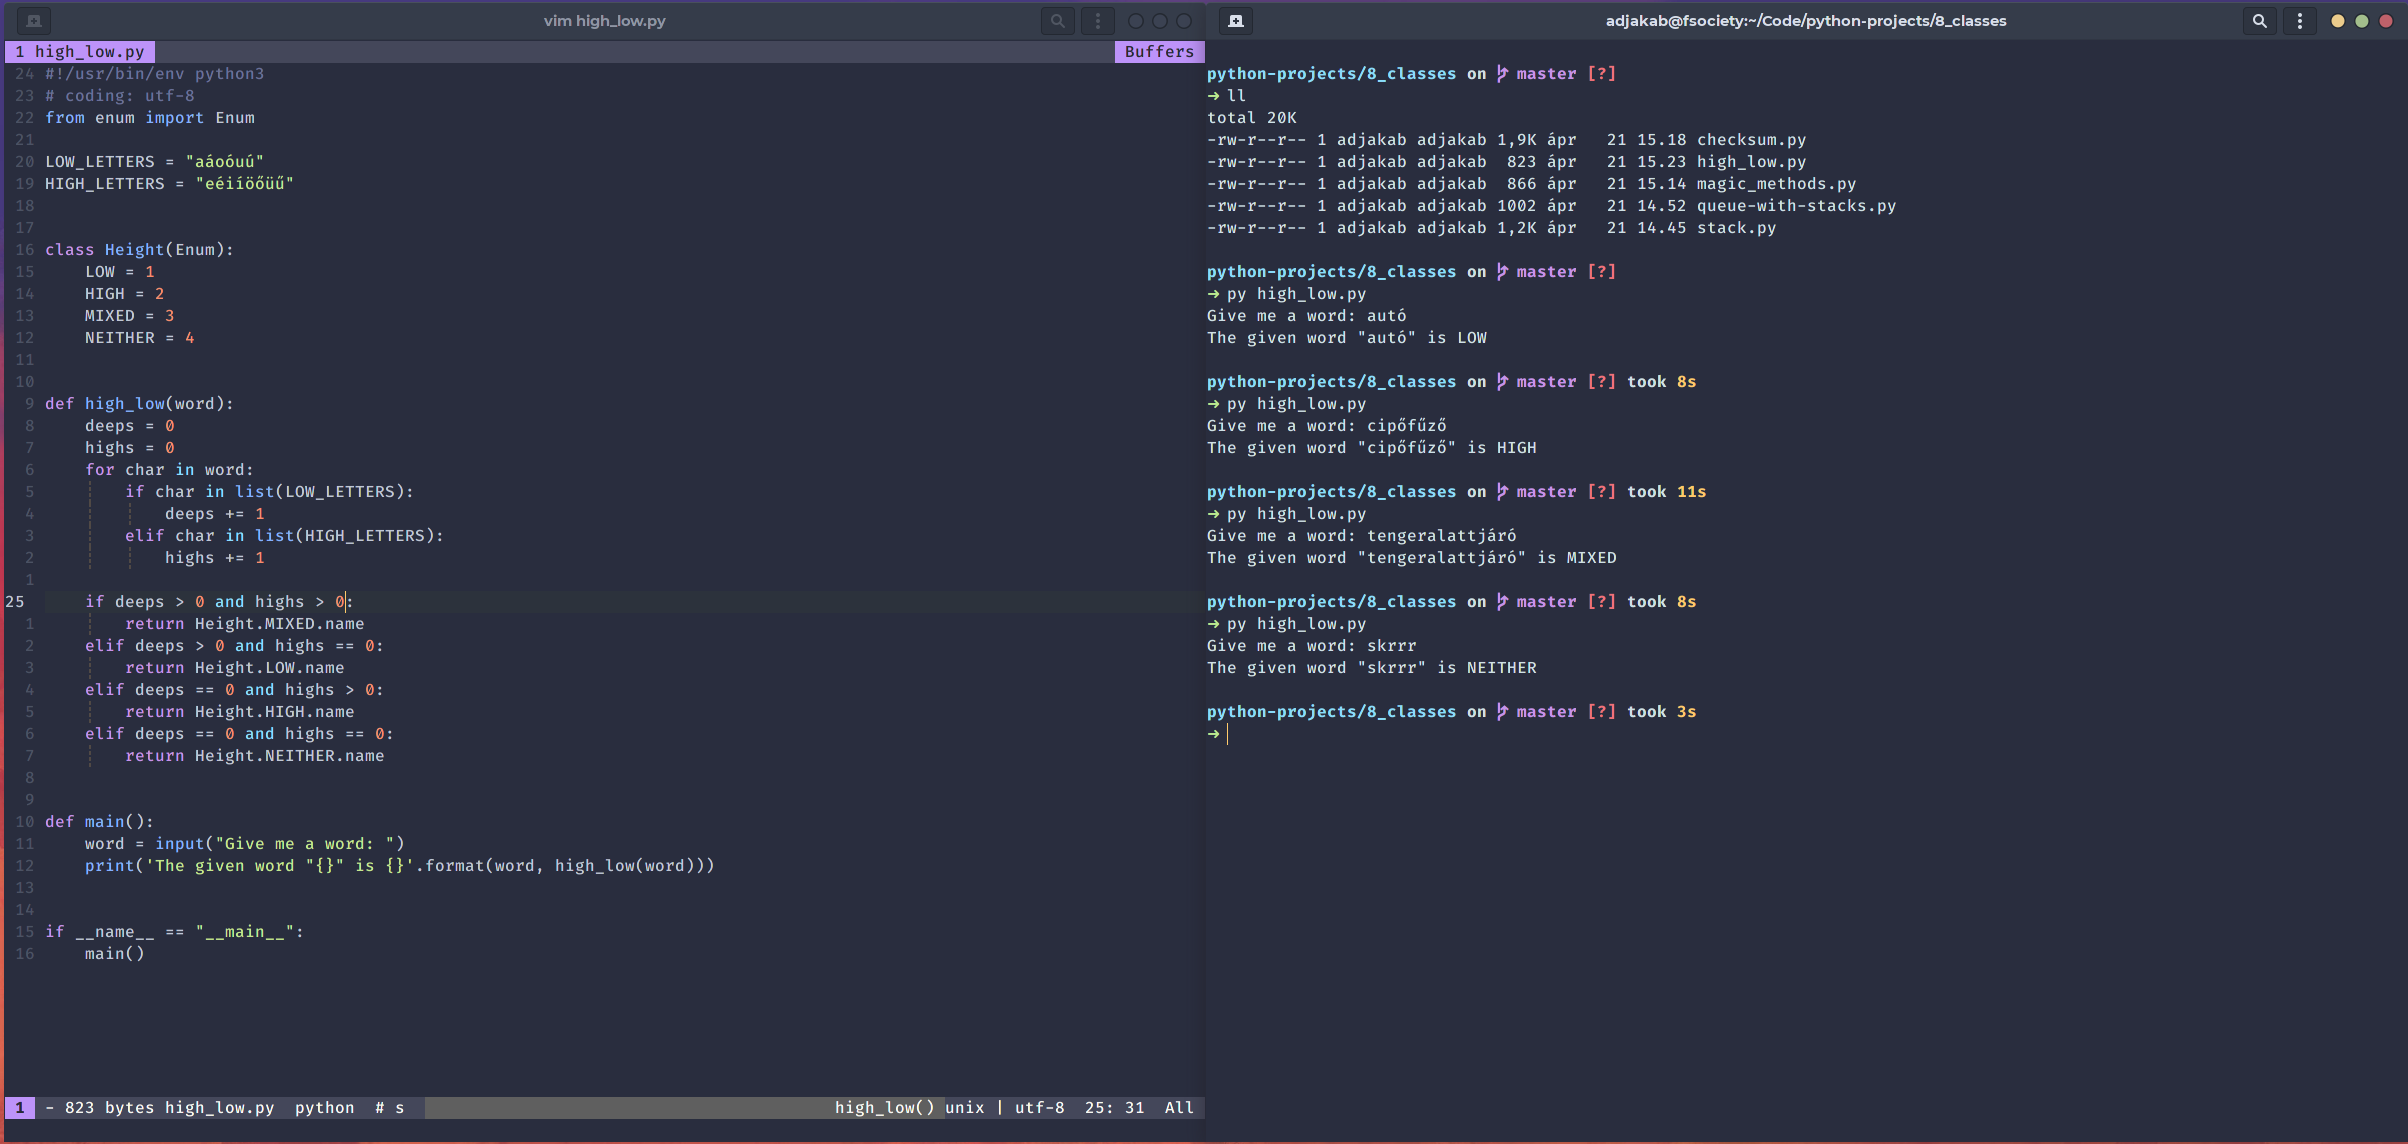 vim high_low.py
1 high_low.py Buffers
24 #!/usr/bin/env python3
23 # coding: utf-8
22 from enum import Enum
21
20 LOW_LETTERS = "aáoóuú"
19 HIGH_LETTERS = "eéiíöőüű"
18
17
16 class Height(Enum):
15     LOW = 1
14     HIGH = 2
13     MIXED = 3
12     NEITHER = 4
11
10
9 def high_low(word):
8     deeps = 0
7     highs = 0
6     for char in word:
5         if char in list(LOW_LETTERS):
4             deeps += 1
3         elif char in list(HIGH_LETTERS):
2             highs += 1
1
25     if deeps > 0 and highs > 0:
1         return Height.MIXED.name
2     elif deeps > 0 and highs == 0:
3         return Height.LOW.name
4     elif deeps == 0 and highs > 0:
5         return Height.HIGH.name
6     elif deeps == 0 and highs == 0:
7         return Height.NEITHER.name
8
9
10 def main():
11     word = input("Give me a word: ")
12     print('The given word "{}" is {}'.format(word, high_low(word)))
13
14
15 if __name__ == "__main__":
16     main()
1 - 823 bytes high_low.py python # s high_low() unix | utf-8 25: 31 All
adjakab@fsociety:~/Code/python-projects/8_classes
python-projects/8_classes on master [?]
➜ ll
total 20K
-rw-r--r-- 1 adjakab adjakab 1,9K ápr   21 15.18 checksum.py
-rw-r--r-- 1 adjakab adjakab  823 ápr   21 15.23 high_low.py
-rw-r--r-- 1 adjakab adjakab  866 ápr   21 15.14 magic_methods.py
-rw-r--r-- 1 adjakab adjakab 1002 ápr   21 14.52 queue-with-stacks.py
-rw-r--r-- 1 adjakab adjakab 1,2K ápr   21 14.45 stack.py
python-projects/8_classes on master [?]
➜ py high_low.py
Give me a word: autó
The given word "autó" is LOW
python-projects/8_classes on master [?] took 8s
➜ py high_low.py
Give me a word: cipőfűző
The given word "cipőfűző" is HIGH
python-projects/8_classes on master [?] took 11s
➜ py high_low.py
Give me a word: tengeralattjáró
The given word "tengeralattjáró" is MIXED
python-projects/8_classes on master [?] took 8s
➜ py high_low.py
Give me a word: skrrr
The given word "skrrr" is NEITHER
python-projects/8_classes on master [?] took 3s
➜